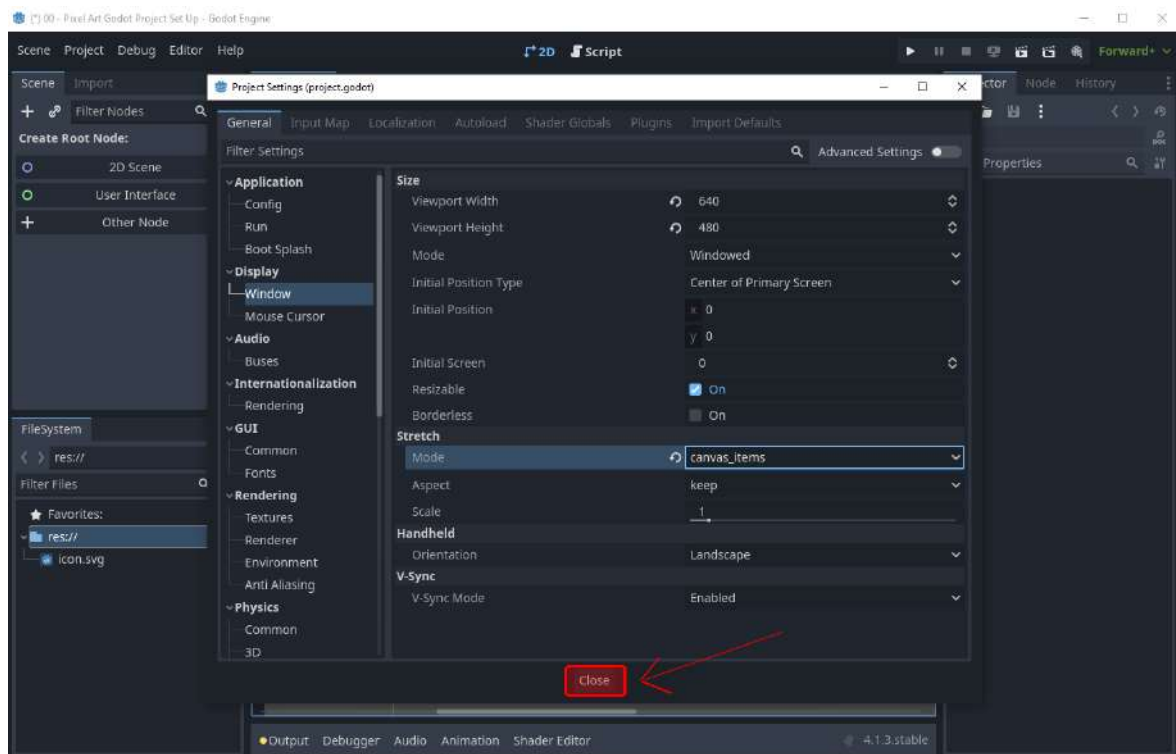 (*) 00 - Pixel Art Godot Project Set Up - Godot Engine
Scene Project Debug Editor Help
2D Script
Forward+
Scene Import
Filter Nodes
Create Root Node:
2D Scene
User Interface
Other Node
FileSystem
res://
Filter Files
Favorites:
res://
icon.svg
Project Settings (project.godot)
General Input Map Localization Autoload Shader Globals Plugins Import Defaults
Filter Settings
Advanced Settings
Application
Config
Run
Boot Splash
Display
Window
Mouse Cursor
Audio
Buses
Internationalization
Rendering
GUI
Common
Fonts
Rendering
Textures
Renderer
Environment
Anti Aliasing
Physics
Common
3D
Size
Viewport Width 640
Viewport Height 480
Mode Windowed
Initial Position Type Center of Primary Screen
Initial Position x 0
y 0
Initial Screen 0
Resizable On
Borderless On
Stretch
Mode canvas_items
Aspect keep
Scale 1
Handheld
Orientation Landscape
V-Sync
V-Sync Mode Enabled
Close
ctor Node History
Properties
Output Debugger Audio Animation Shader Editor
4.1.3.stable